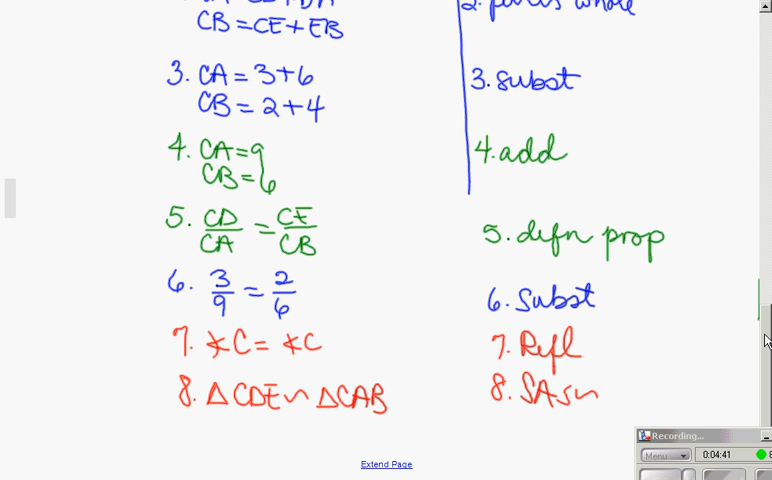 CB = CE + EB
3. CA = 3+6 3. Subst
CB = 2+4
4. CA = 9 4. add
CB = 6
5. CD/CA = CE/CB 5. defn prop
6. 3/9 = 2/6 6. Subst
7. ∢C = ∢C 7. Refl
8. △CDE ~ △CAB 8. SAS~
Extend Page
Recording...
Menu 0:04:41